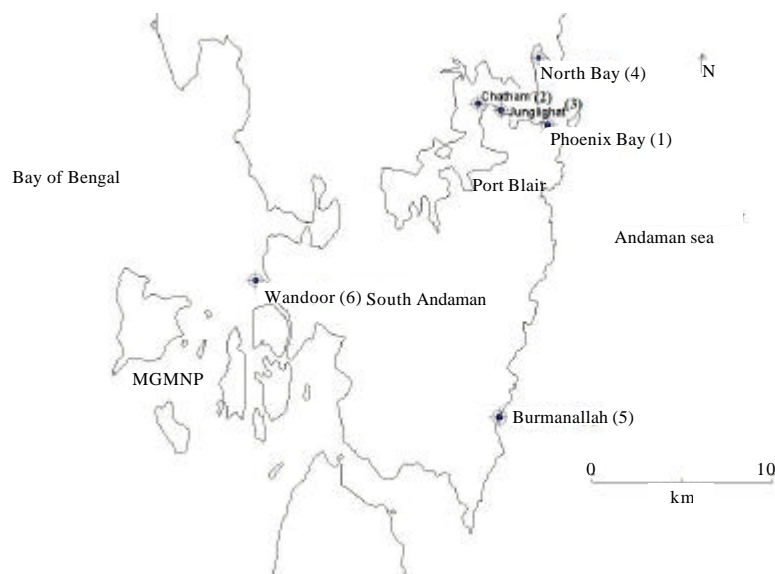 North Bay (4)
N
Chatham (2)
Junglighat (3)
Phoenix Bay (1)
Bay of Bengal
Port Blair
Andaman sea
Wandoor (6) South Andaman
MGMNP
Burmanallah (5)
0 10
km